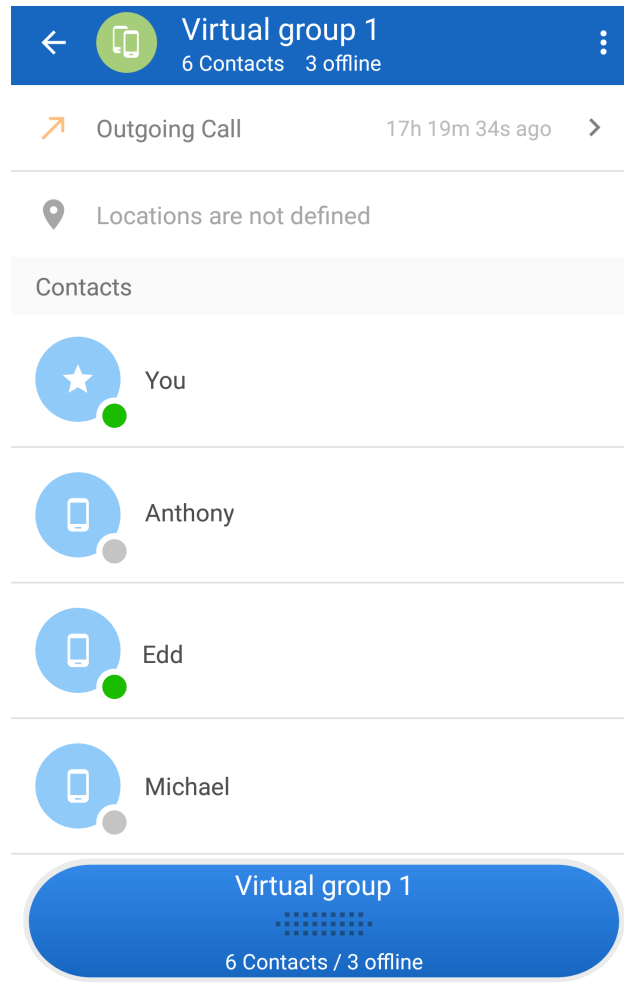 Virtual group 1
6 Contacts 3 offline
Outgoing Call 17h 19m 34s ago
Locations are not defined
Contacts
You
Anthony
Edd
Michael
Virtual group 1
6 Contacts / 3 offline